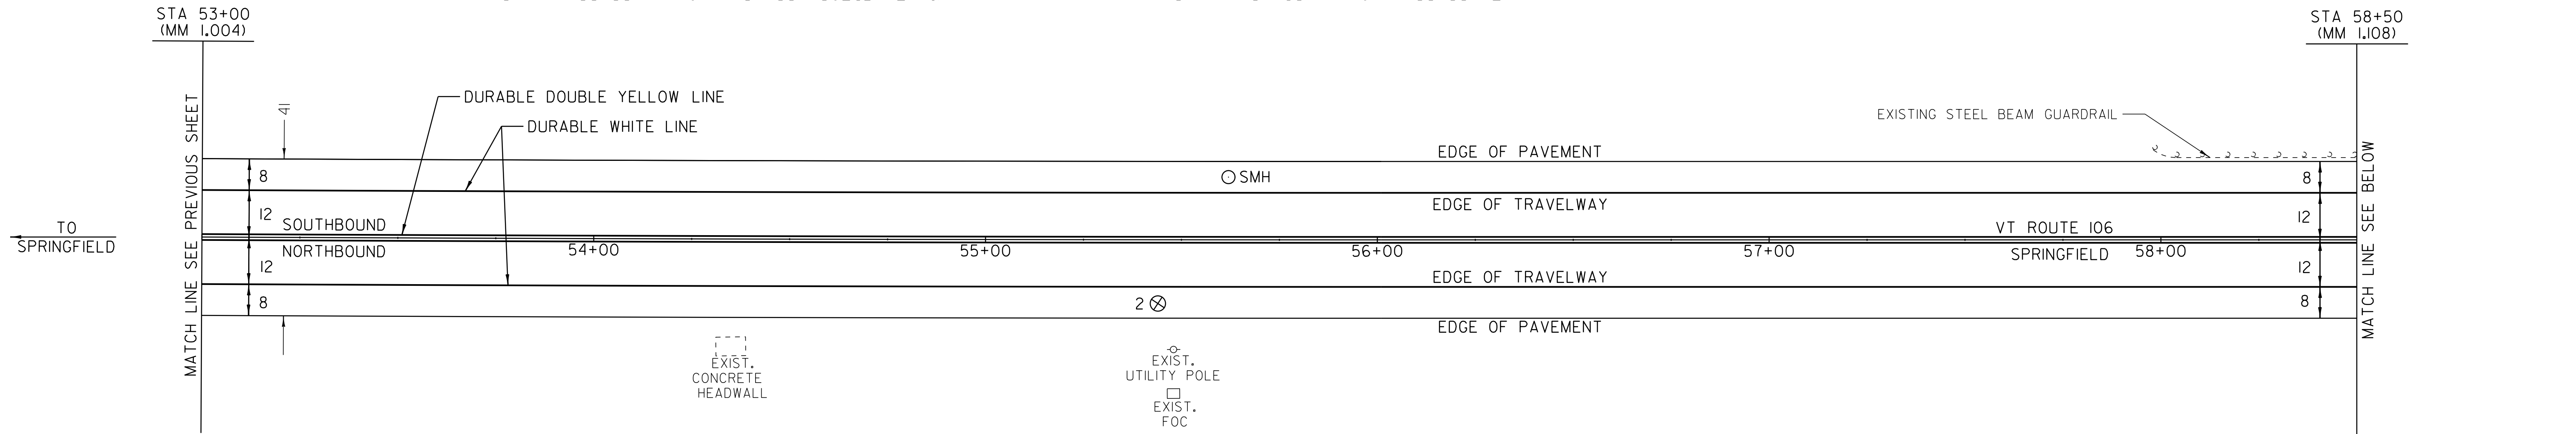 STA 53+00
(MM 1.004)
STA 58+50
(MM 1.108)
DURABLE DOUBLE YELLOW LINE
DURABLE WHITE LINE
EXISTING STEEL BEAM GUARDRAIL
41
EDGE OF PAVEMENT
8
SMH
8
EDGE OF TRAVELWAY
12
SOUTHBOUND
VT ROUTE 106
12
TO
SPRINGFIELD
NORTHBOUND
54+00
55+00
56+00
57+00
SPRINGFIELD
58+00
12
12
EDGE OF TRAVELWAY
8
2
8
EDGE OF PAVEMENT
MATCH LINE SEE PREVIOUS SHEET
MATCH LINE SEE BELOW
EXIST.
CONCRETE
HEADWALL
EXIST.
UTILITY POLE
EXIST.
FOC